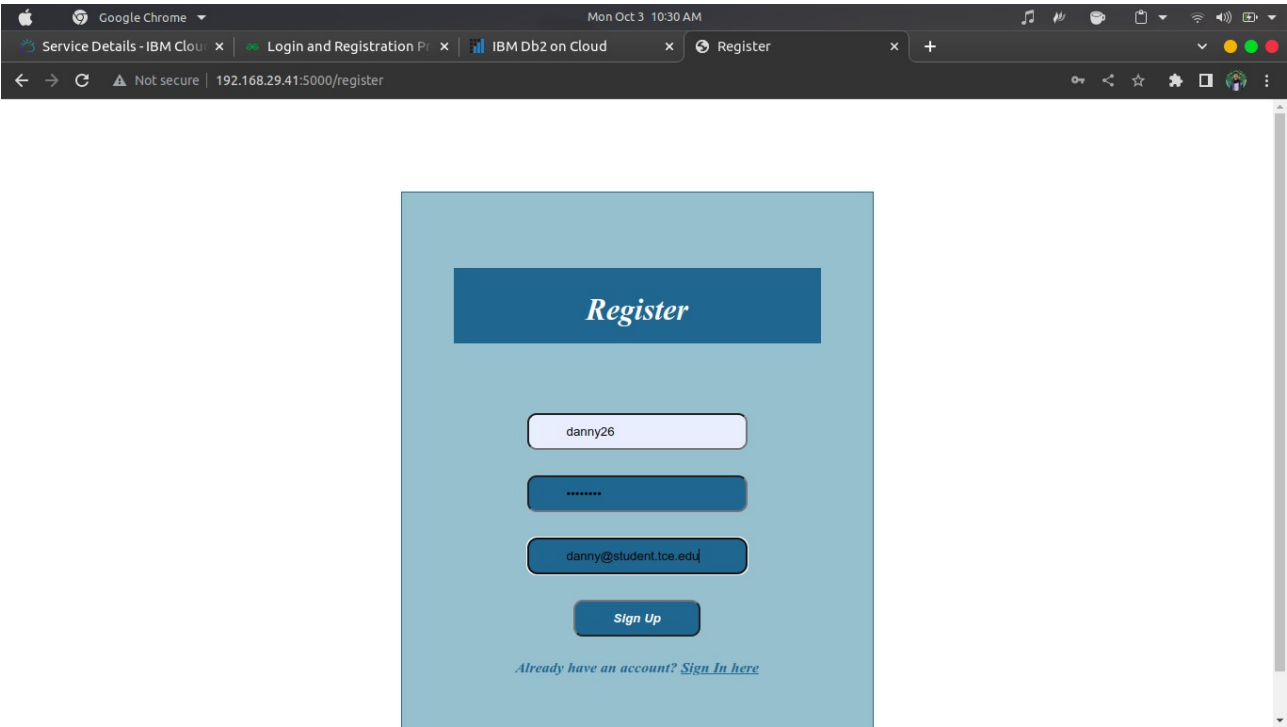 Google Chrome
Mon Oct 3 10:30 AM
Service Details - IBM Clou
Login and Registration Pr
IBM Db2 on Cloud
Register
Not secure | 192.168.29.41:5000/register
Register
danny26
••••••••
danny@student.tce.edu
Sign Up
Already have an account? Sign In here